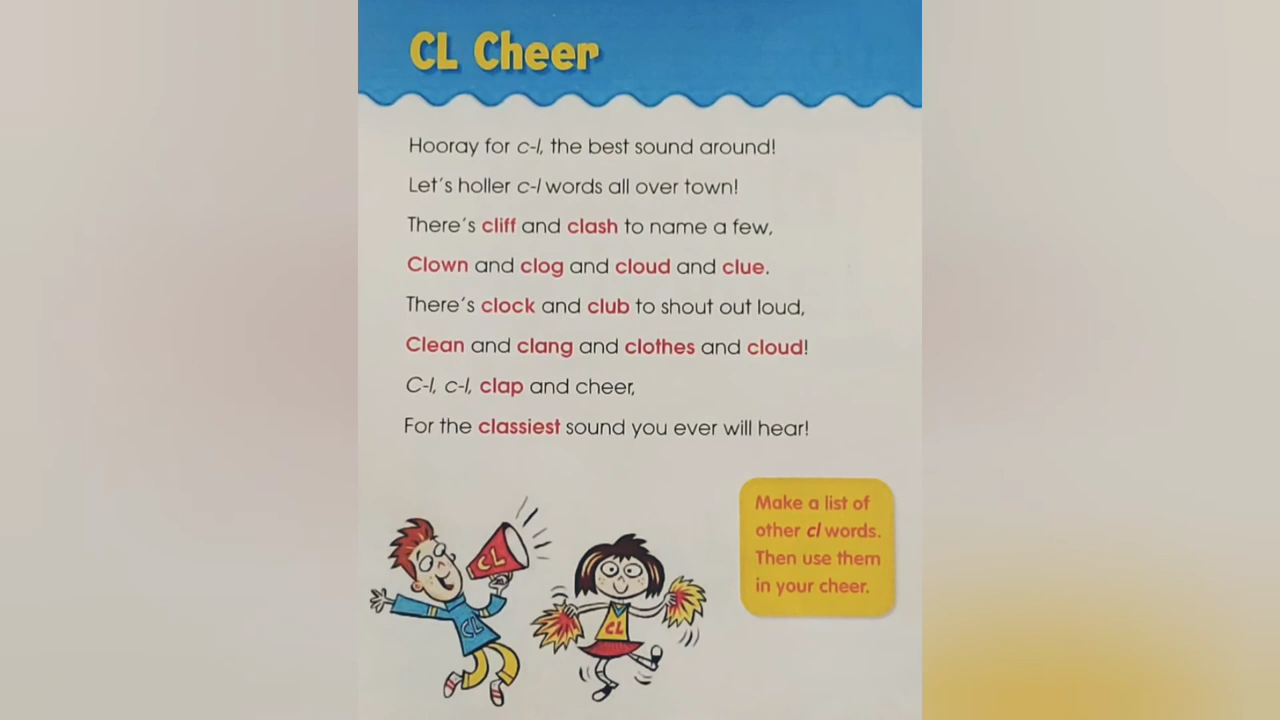 CL Cheer
Hooray for c-l, the best sound around!
Let's holler c-l words all over town!
There's cliff and clash to name a few,
Clown and clog and cloud and clue.
There's clock and club to shout out loud,
Clean and clang and clothes and cloud!
C-l, c-l, clap and cheer,
For the classiest sound you ever will hear!
CL
CL
CL
Make a list of
other cl words.
Then use them
in your cheer.